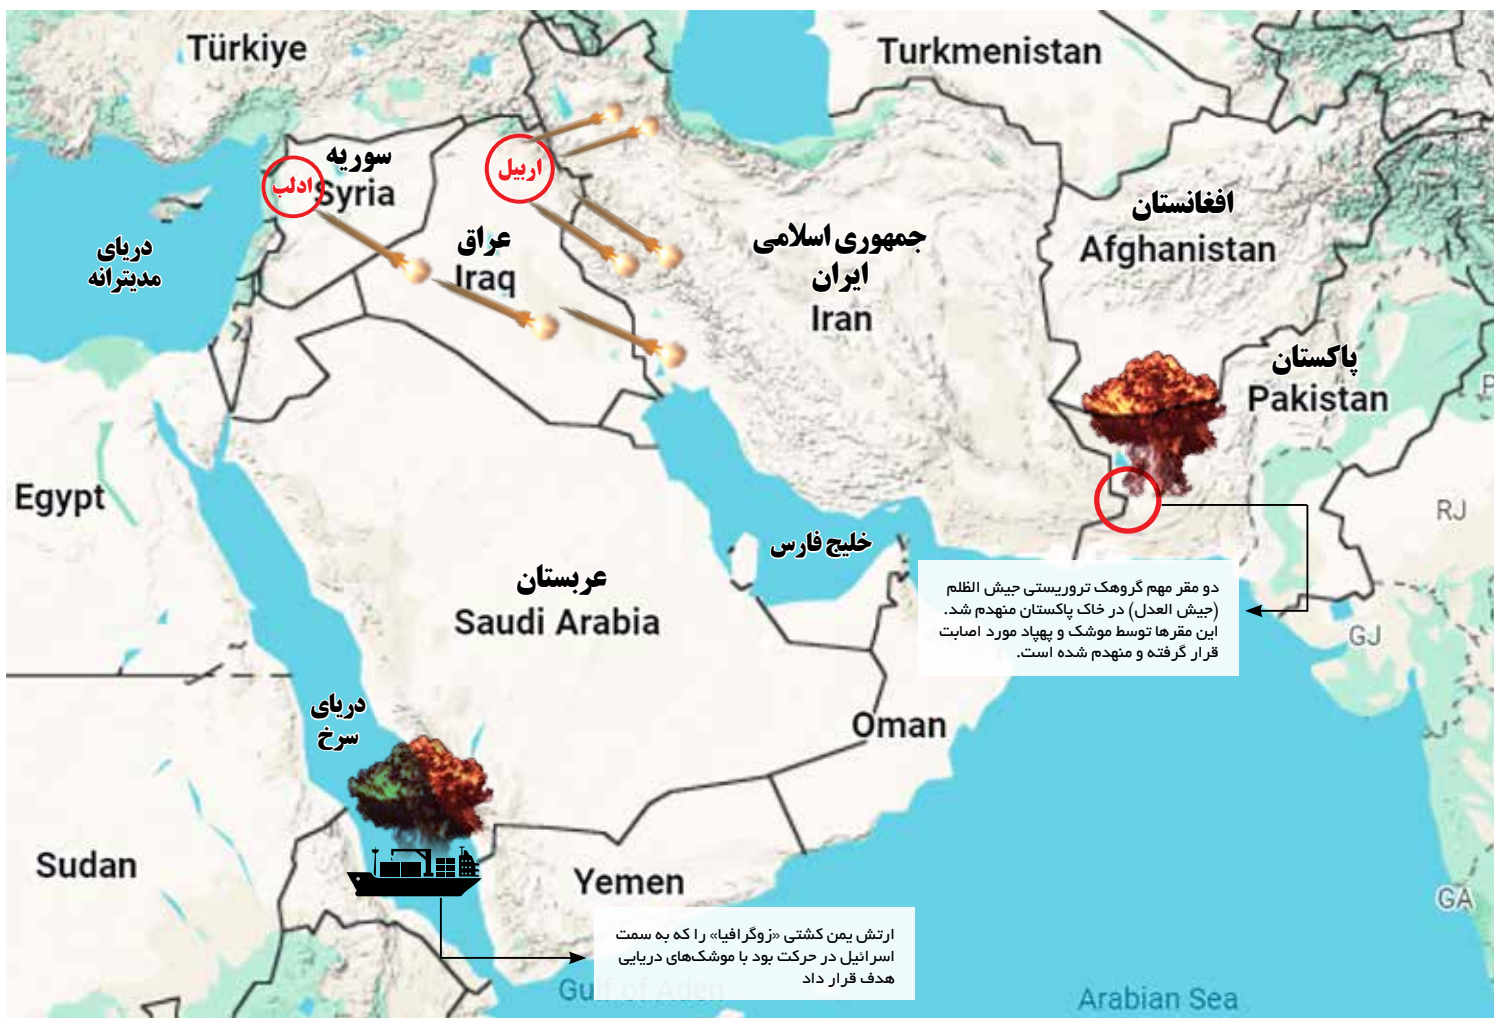 Türkiye
Turkmenistan
سوریه
Syria
ادلب
اربیل
دریای
مدیترانه
عراق
Iraq
جمهوری اسلامی
ایران
Iran
افغانستان
Afghanistan
پاکستان
Pakistan
Egypt
خلیج فارس
عربستان
Saudi Arabia
RJ
دو مقر مهم گروهک تروریستی جیش الظلم
(جیش العدل) در خاک پاکستان منهدم شد.
این مقرها توسط موشک و پهپاد مورد اصابت
قرار گرفته و منهدم شده است.
GJ
دریای
سرخ
Oman
Sudan
Yemen
GA
ارتش یمن کشتی «زوگرافیا» را که به سمت
اسرائیل در حرکت بود با موشک‌های دریایی
هدف قرار داد
Gulf of Aden
Arabian Sea